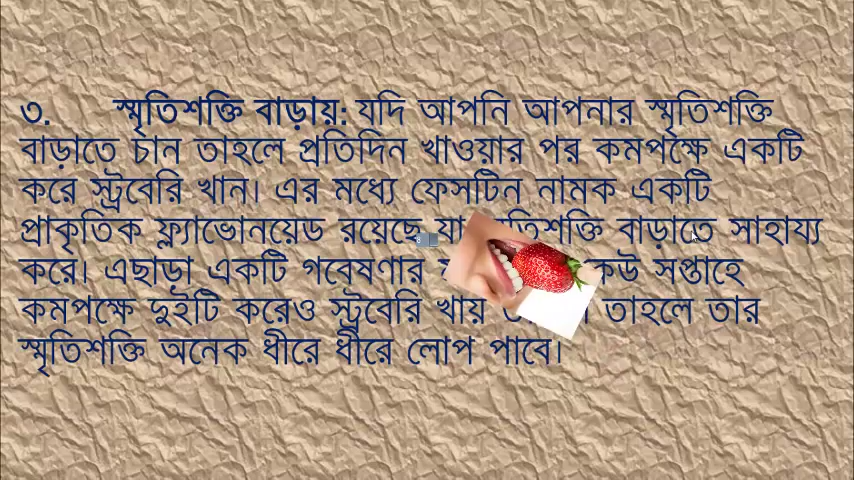 ৩. স্মৃতিশক্তি বাড়ায়: যদি আপনি আপনার স্মৃতিশক্তি
বাড়াতে চান তাহলে প্রতিদিন খাওয়ার পর কমপক্ষে একটি
করে স্ট্রবেরি খান। এর মধ্যে ফেসটিন নামক একটি
প্রাকৃতিক ফ্ল্যাভোনয়েড রয়েছে যা বাড়াতে সাহায্য
করে। এছাড়া একটি গবেষণার কেউ সপ্তাহে
কমপক্ষে দুইটি করেও স্ট্রবেরি খায় তাহলে তার
স্মৃতিশক্তি অনেক ধীরে ধীরে লোপ পাবে।